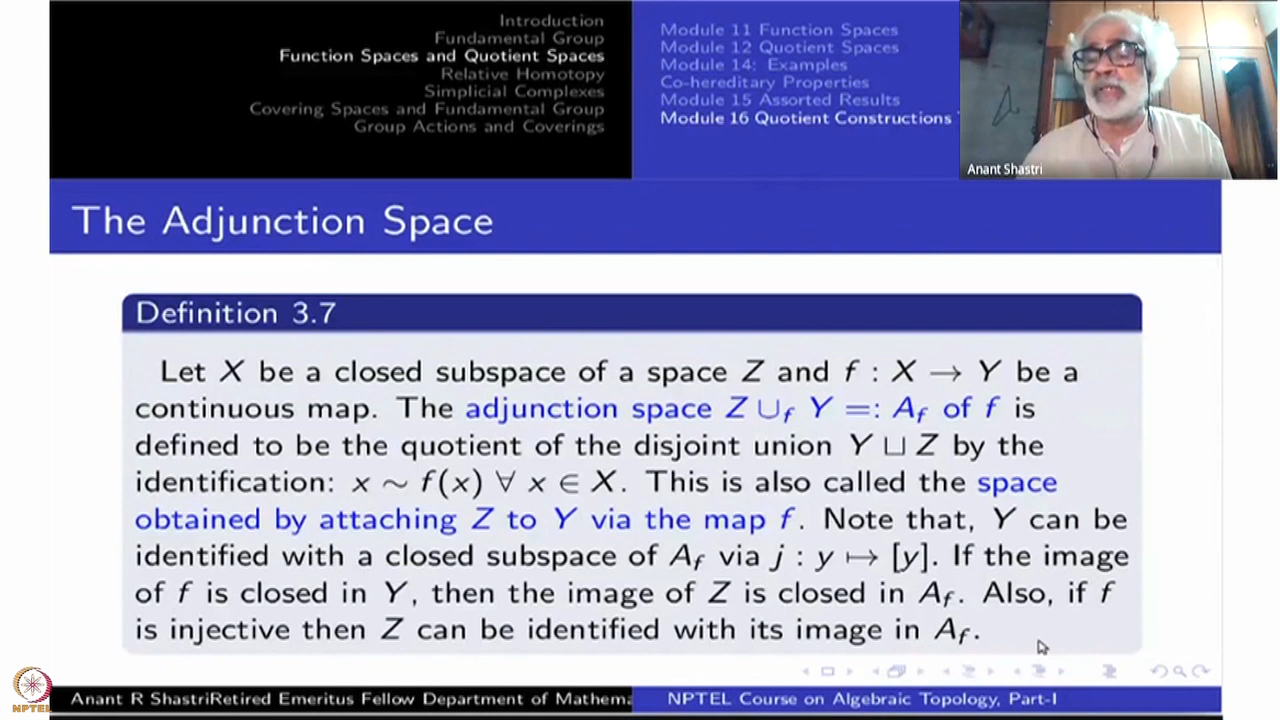 Introduction
Fundamental Group
Function Spaces and Quotient Spaces
Relative Homotopy
Simplicial Complexes
Covering Spaces and Fundamental Group
Group Actions and Coverings
Module 11 Function Spaces
Module 12 Quotient Spaces
Module 14: Examples
Co-hereditary Properties
Module 15 Assorted Results
Module 16 Quotient Constructions
Anant Shastri
The Adjunction Space
Definition 3.7
Let X be a closed subspace of a space Z and f : X → Y be a
continuous map. The adjunction space Z ∪f Y =: Af of f is
defined to be the quotient of the disjoint union Y ⊔ Z by the
identification: x ∼ f(x) ∀ x ∈ X. This is also called the space
obtained by attaching Z to Y via the map f. Note that, Y can be
identified with a closed subspace of Af via j : y ↦ [y]. If the image
of f is closed in Y, then the image of Z is closed in Af. Also, if f
is injective then Z can be identified with its image in Af.
NPTEL
Anant R ShastriRetired Emeritus Fellow Department of Mathema
NPTEL Course on Algebraic Topology, Part-I